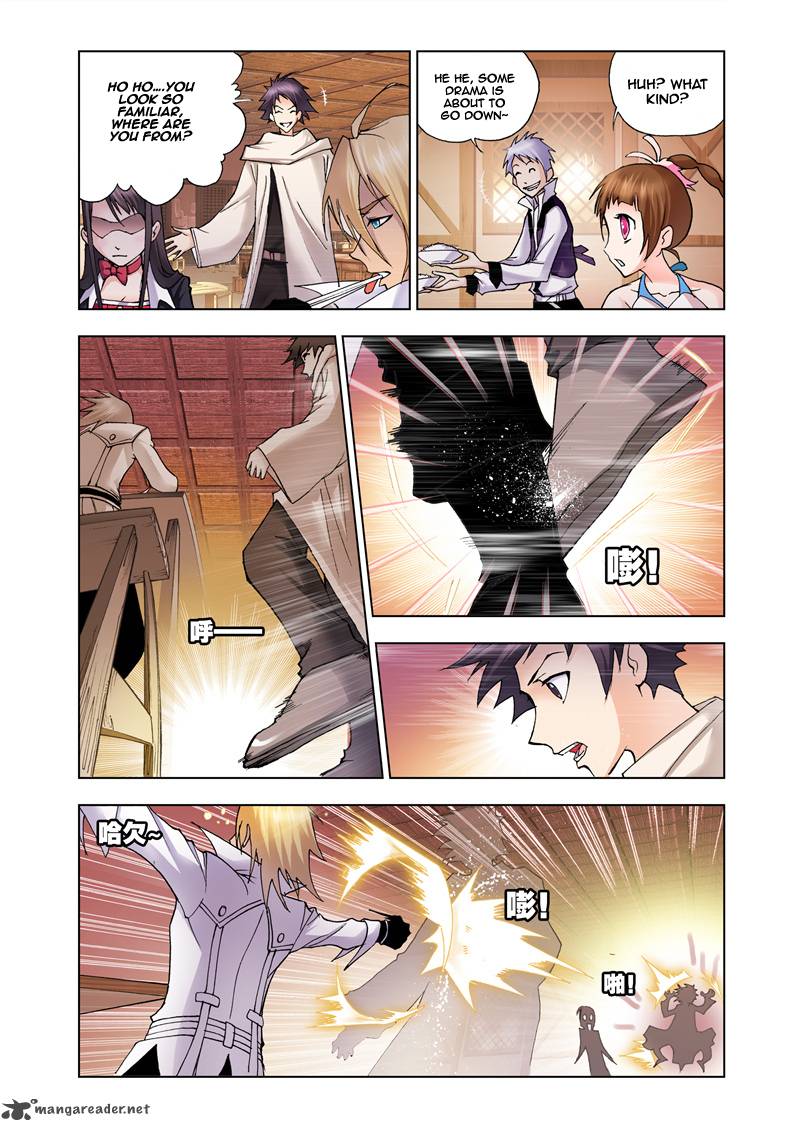 HO HO....YOU
LOOK SO
FAMILIAR,
WHERE ARE
YOU FROM?
HE HE, SOME
DRAMA IS
ABOUT TO
GO DOWN~
HUH? WHAT
KIND?
呼——
嘭!
哈欠~
嘭!
啪!
mangareader.net